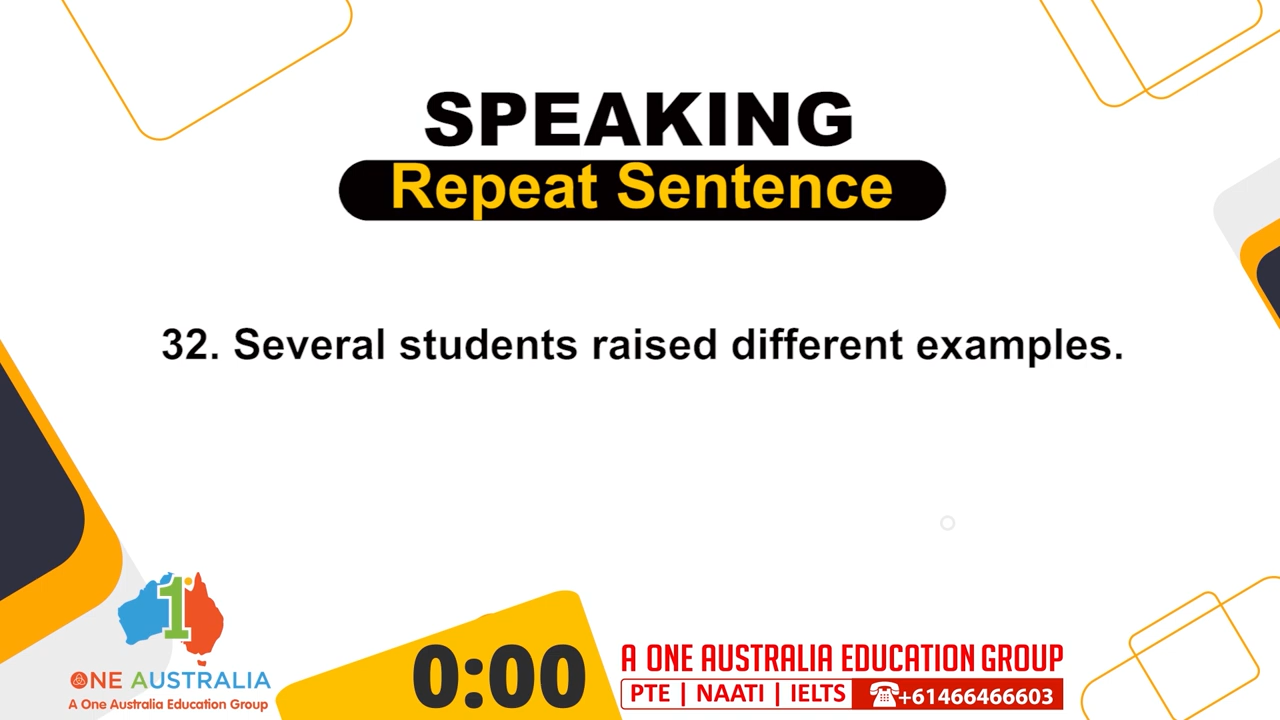 SPEAKING
Repeat Sentence
32. Several students raised different examples.
1
ONE AUSTRALIA
A One Australia Education Group
0:00
A ONE AUSTRALIA EDUCATION GROUP
PTE | NAATI | IELTS ☎+61466466603